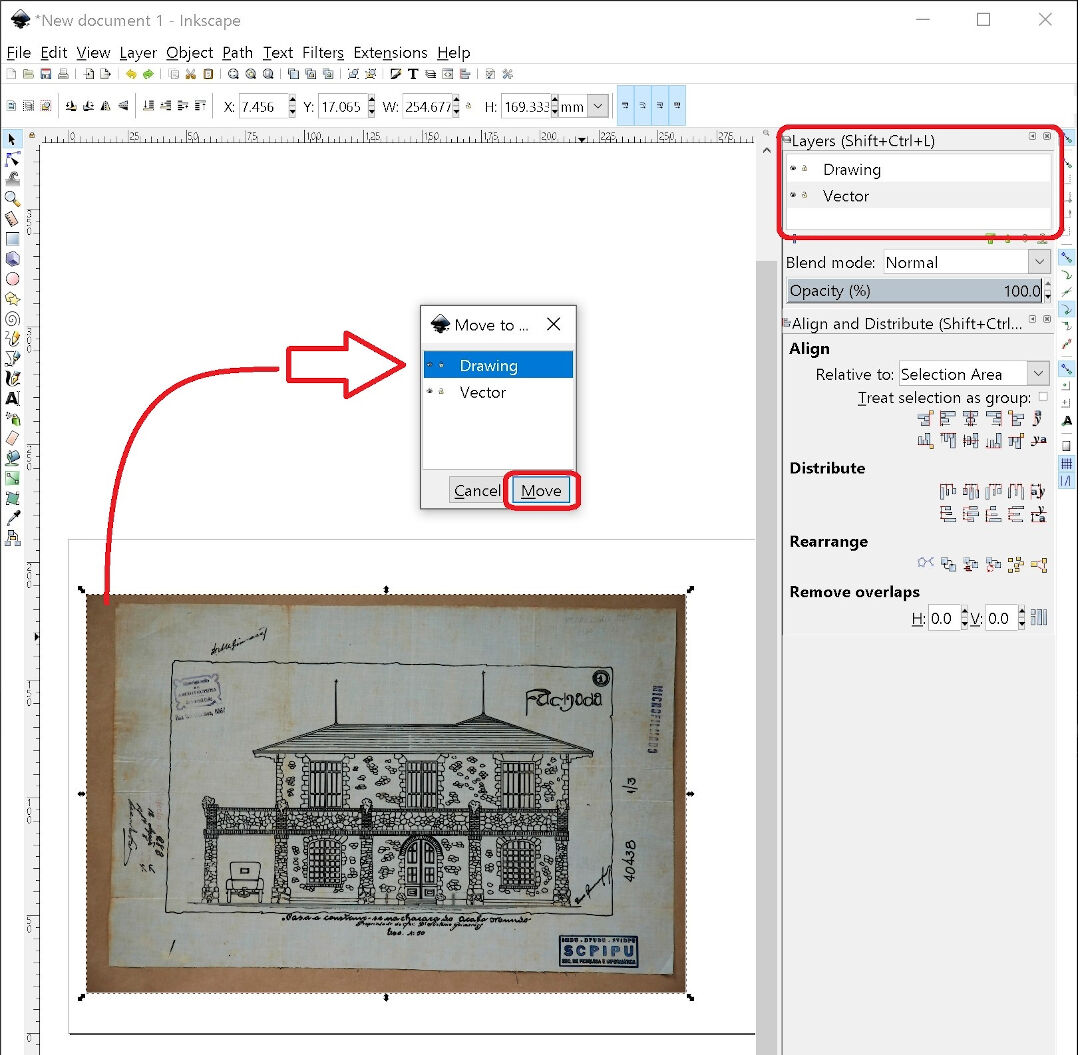 *New document 1 - Inkscape
File Edit View Layer Object Path Text Filters Extensions Help
X: 7.456 Y: 17.065 W: 254.677 H: 169.333 mm
0 25 50 75 100 125 150 175 200 225 250 275
Layers (Shift+Ctrl+L)
Drawing
Vector
Blend mode: Normal
Opacity (%) 100.0
Align and Distribute (Shift+Ctrl...
Align
Relative to: Selection Area
Treat selection as group:
Distribute
Rearrange
Remove overlaps
H: 0.0 V: 0.0
Move to ...
Drawing
Vector
Cancel Move
Fachada
MICROFILMADO
1/3
40438
SCPIPU